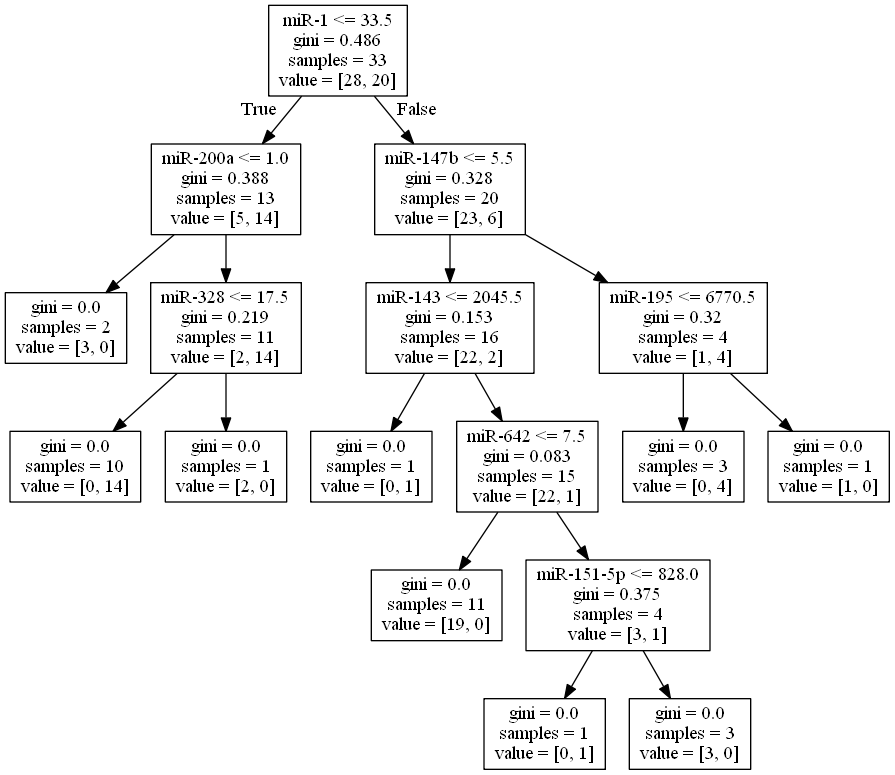 miR-1 <= 33.5
gini = 0.486
samples = 33
value = [28, 20]
True
False
miR-200a <= 1.0
gini = 0.388
samples = 13
value = [5, 14]
miR-147b <= 5.5
gini = 0.328
samples = 20
value = [23, 6]
gini = 0.0
samples = 2
value = [3, 0]
miR-328 <= 17.5
gini = 0.219
samples = 11
value = [2, 14]
miR-143 <= 2045.5
gini = 0.153
samples = 16
value = [22, 2]
miR-195 <= 6770.5
gini = 0.32
samples = 4
value = [1, 4]
gini = 0.0
samples = 10
value = [0, 14]
gini = 0.0
samples = 1
value = [2, 0]
gini = 0.0
samples = 1
value = [0, 1]
miR-642 <= 7.5
gini = 0.083
samples = 15
value = [22, 1]
gini = 0.0
samples = 3
value = [0, 4]
gini = 0.0
samples = 1
value = [1, 0]
gini = 0.0
samples = 11
value = [19, 0]
miR-151-5p <= 828.0
gini = 0.375
samples = 4
value = [3, 1]
gini = 0.0
samples = 1
value = [0, 1]
gini = 0.0
samples = 3
value = [3, 0]